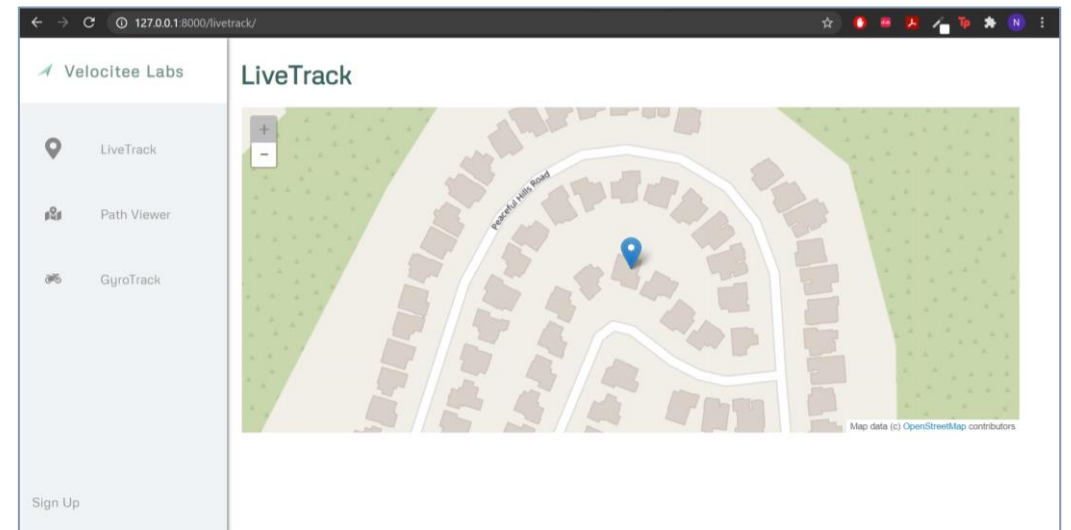 127.0.0.1:8000/livetrack/
Tp
N
Velocitee Labs
LiveTrack
LiveTrack
Path Viewer
GyroTrack
Sign Up
+
−
Peaceful Hills Road
Map data (c) OpenStreetMap contributors